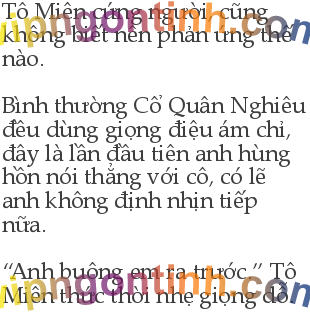 Tô Miên cứng người, cũng
không biết nên phản ứng thế
nào.
Bình thường Cổ Quân Nghiêu
đều dùng giọng điệu ám chỉ,
đây là lần đầu tiên anh hùng
hồn nói thẳng với cô, có lẽ
anh không định nhịn tiếp
nữa.
“Anh buông em ra trước.” Tô
Miên thức thời nhẹ giọng dỗ